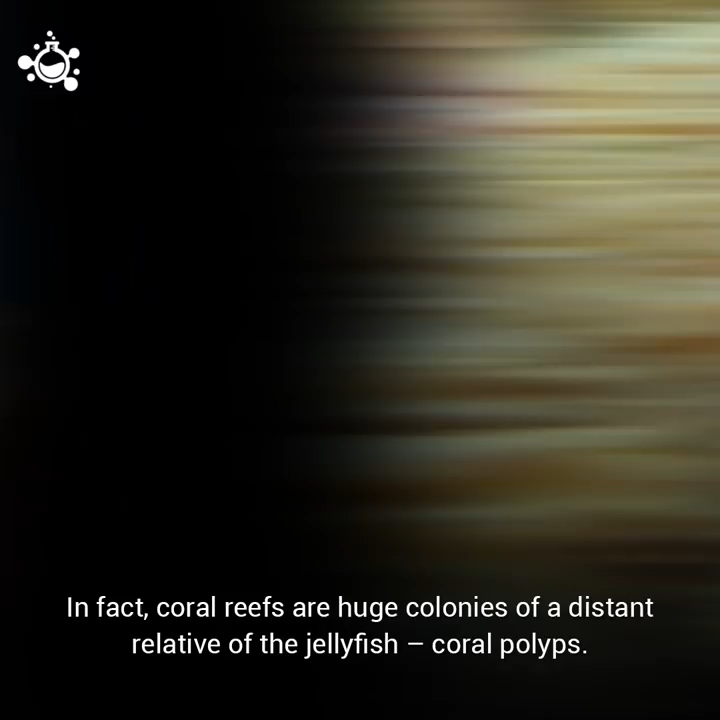 In fact, coral reefs are huge colonies of a distant
relative of the jellyfish – coral polyps.